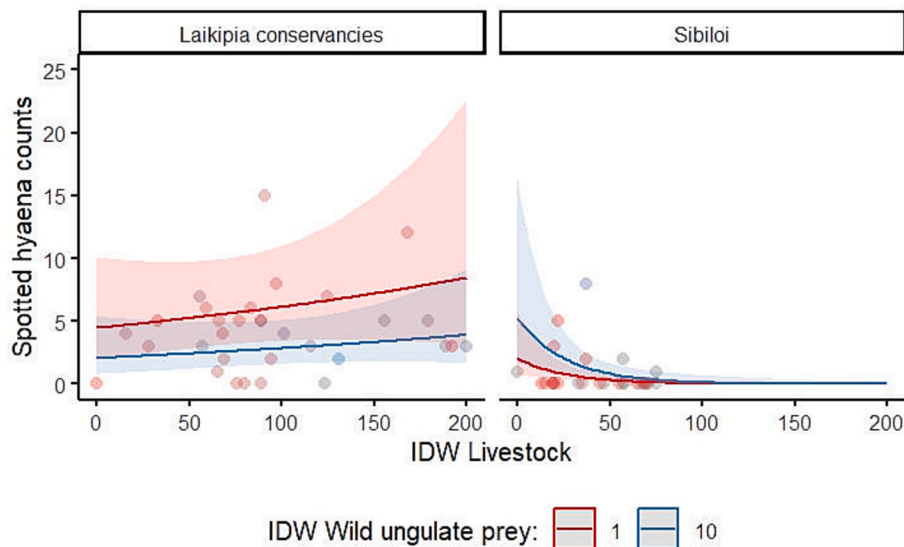 Laikipia conservancies
Sibiloi
Spotted hyaena counts
25
20
15
10
5
0
0 50 100 150 200
0 50 100 150 200
IDW Livestock
IDW Wild ungulate prey: 1 10